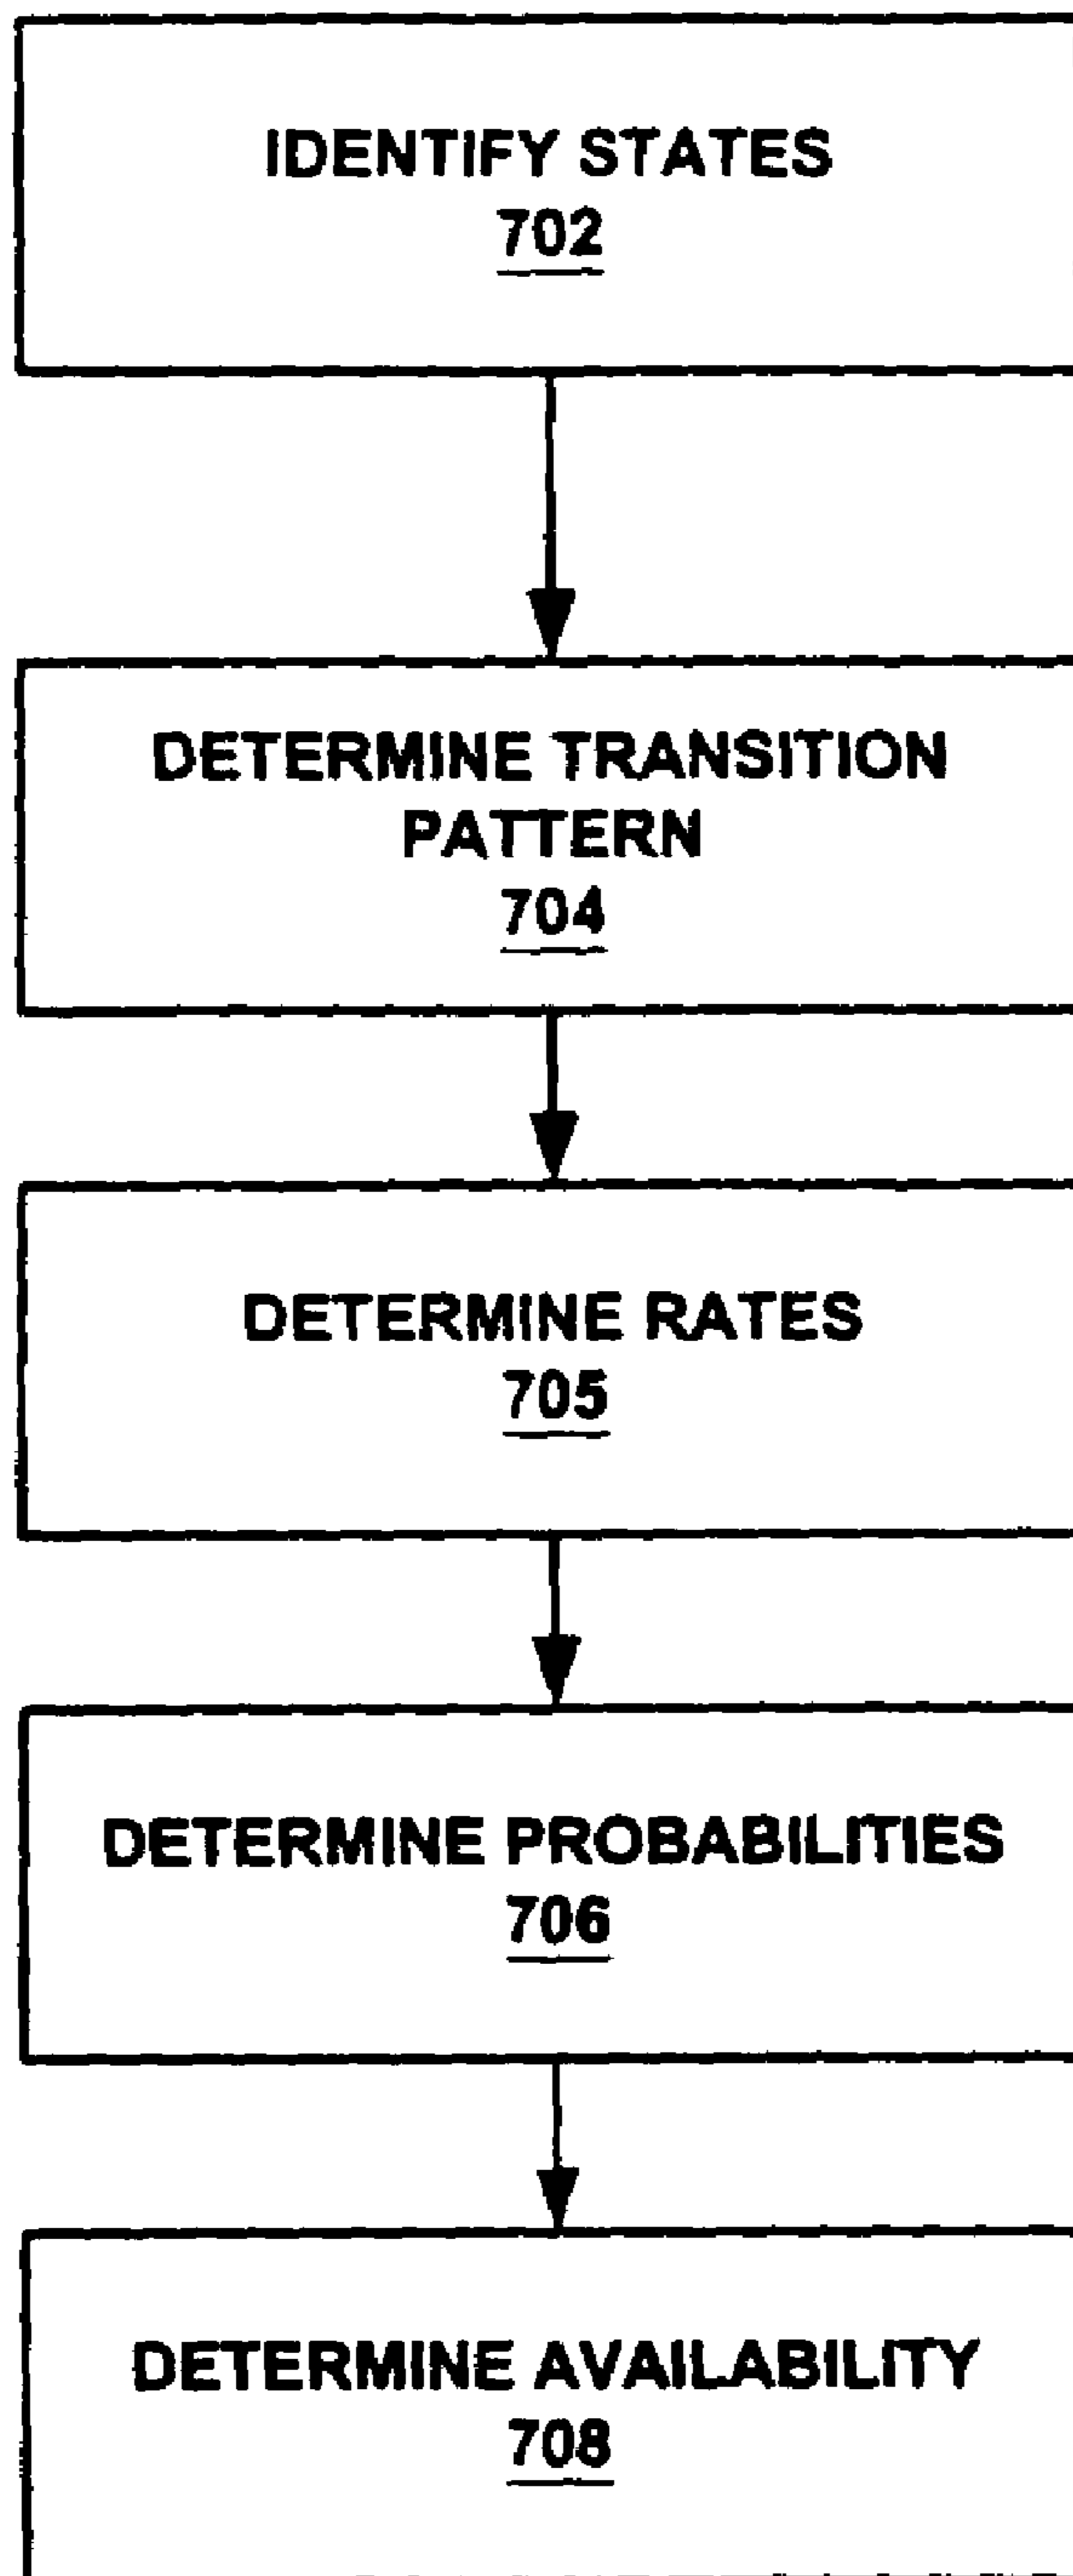 IDENTIFY STATES
702
DETERMINE TRANSITION
PATTERN
704
DETERMINE RATES
705
DETERMINE PROBABILITIES
706
DETERMINE AVAILABILITY
708